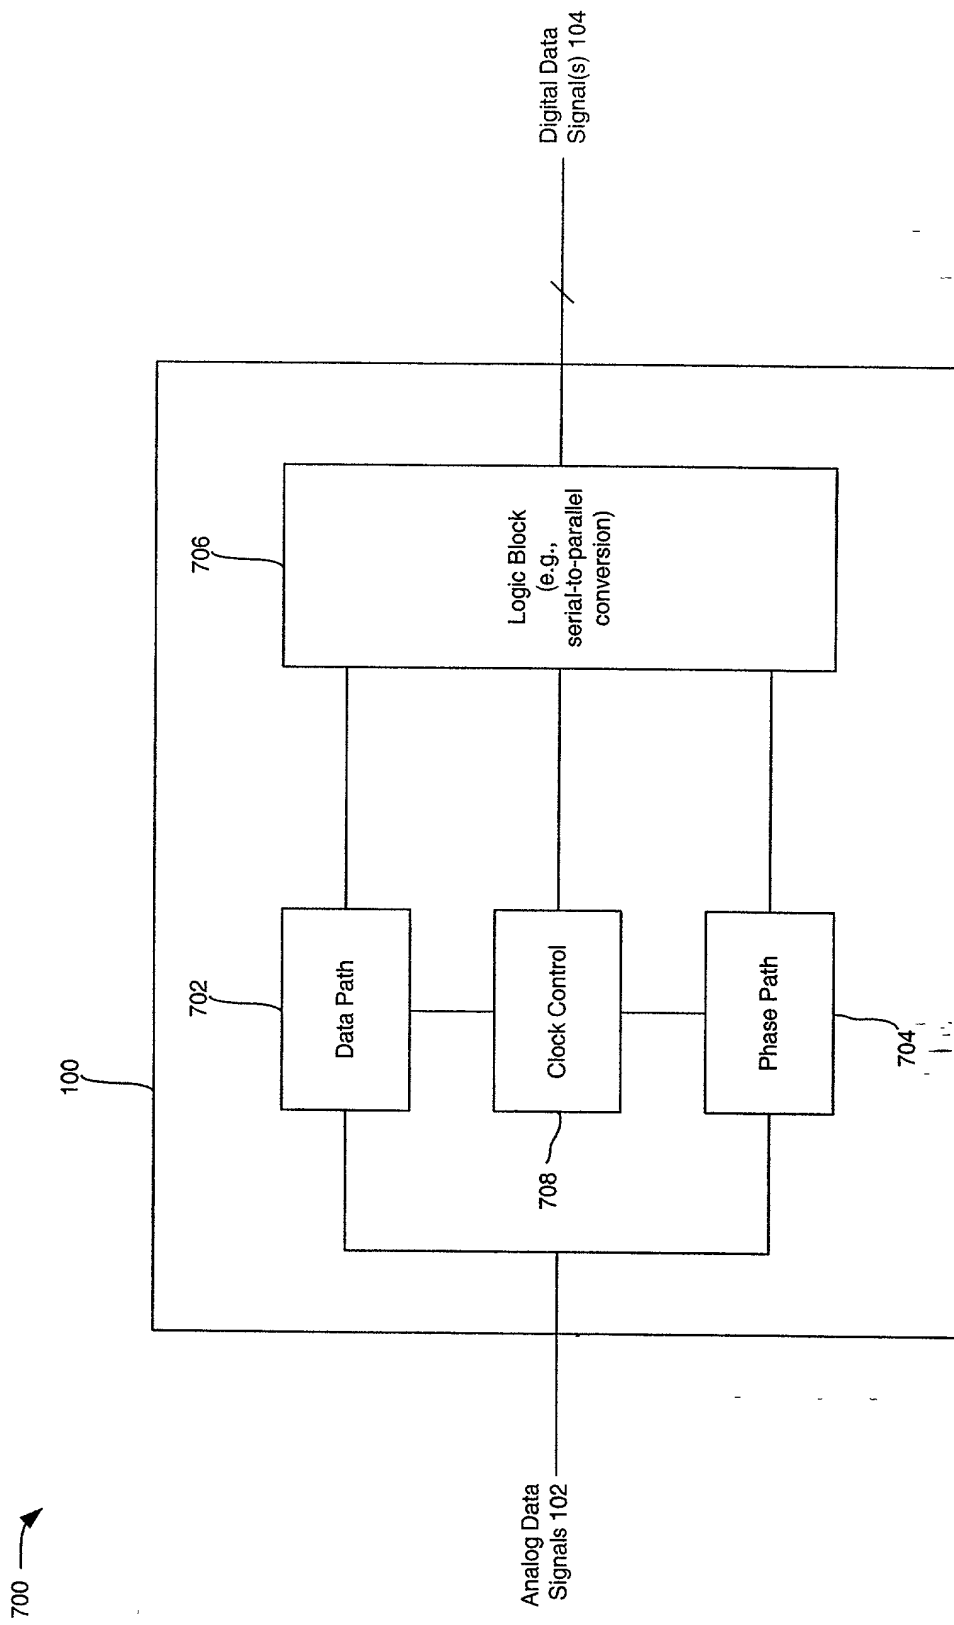 700
100
Analog Data
Signals 102
702
Data Path
708
Clock Control
704
Phase Path
706
Logic Block
(e.g.,
serial-to-parallel
conversion)
Digital Data
Signal(s) 104